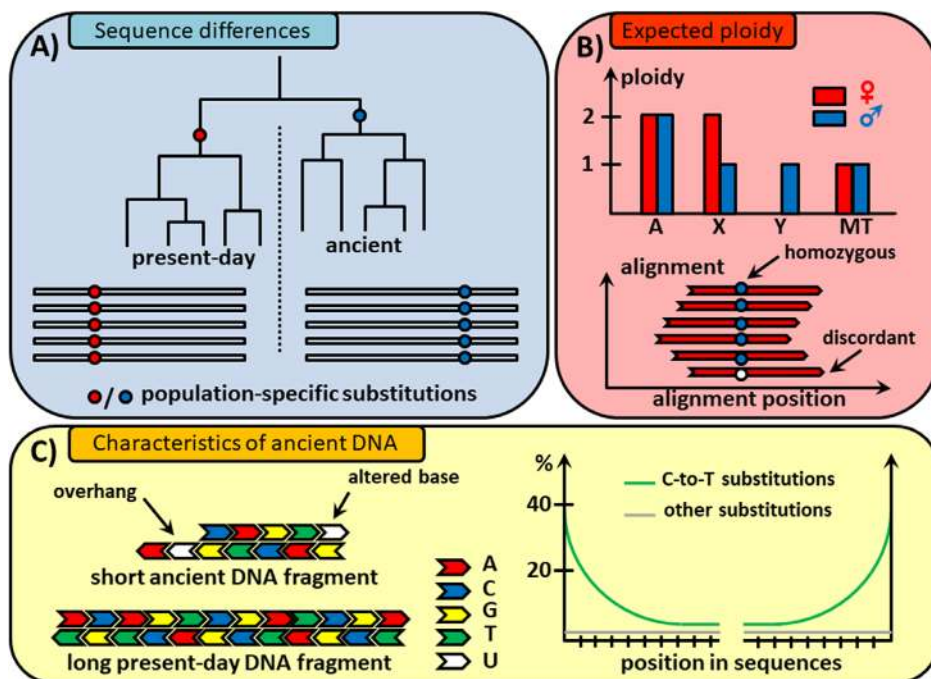 A)
Sequence differences
present-day
ancient
●/● population-specific substitutions
B)
Expected ploidy
ploidy
♀
♂
2
1
A X Y MT
alignment
homozygous
discordant
alignment position
C)
Characteristics of ancient DNA
overhang
altered base
short ancient DNA fragment
long present-day DNA fragment
A
C
G
T
U
%
40
20
C-to-T substitutions
other substitutions
position in sequences